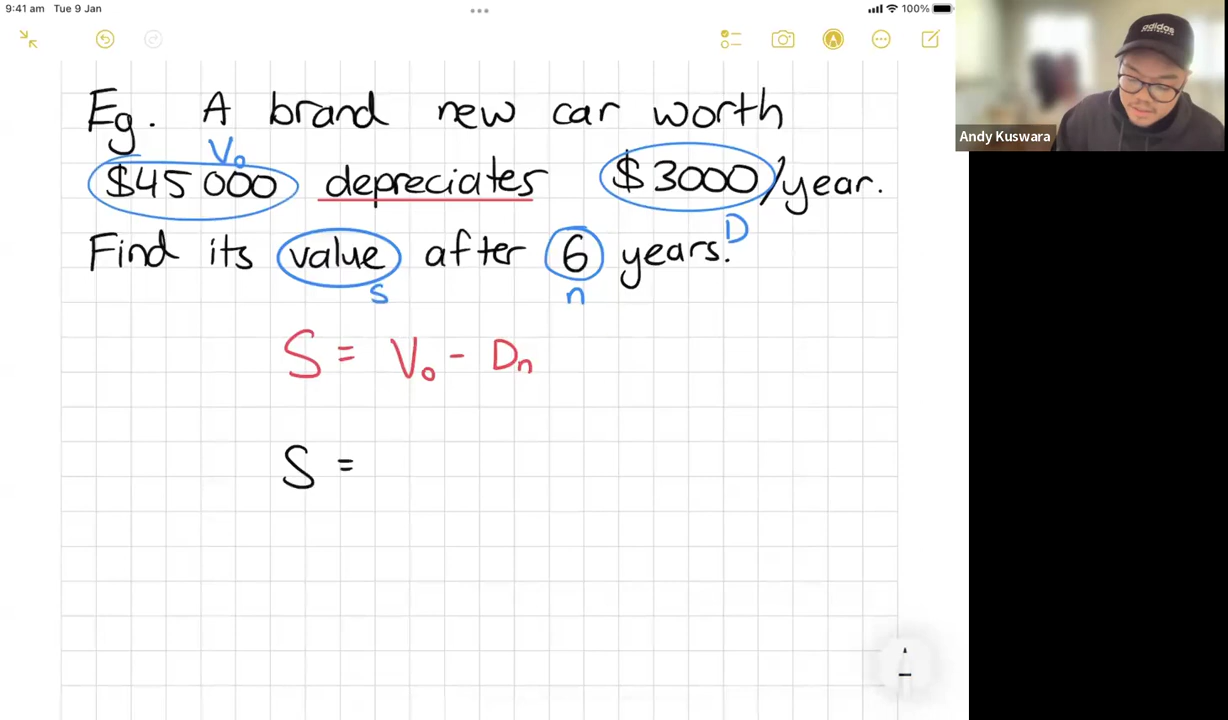 9:41 am Tue 9 Jan
100%
adidas
Andy Kuswara
Eg. A brand new car worth
V₀
$45 000 depreciates $3000/year.
D
Find its value after 6 years.
s n
S = V₀ - Dn
S =